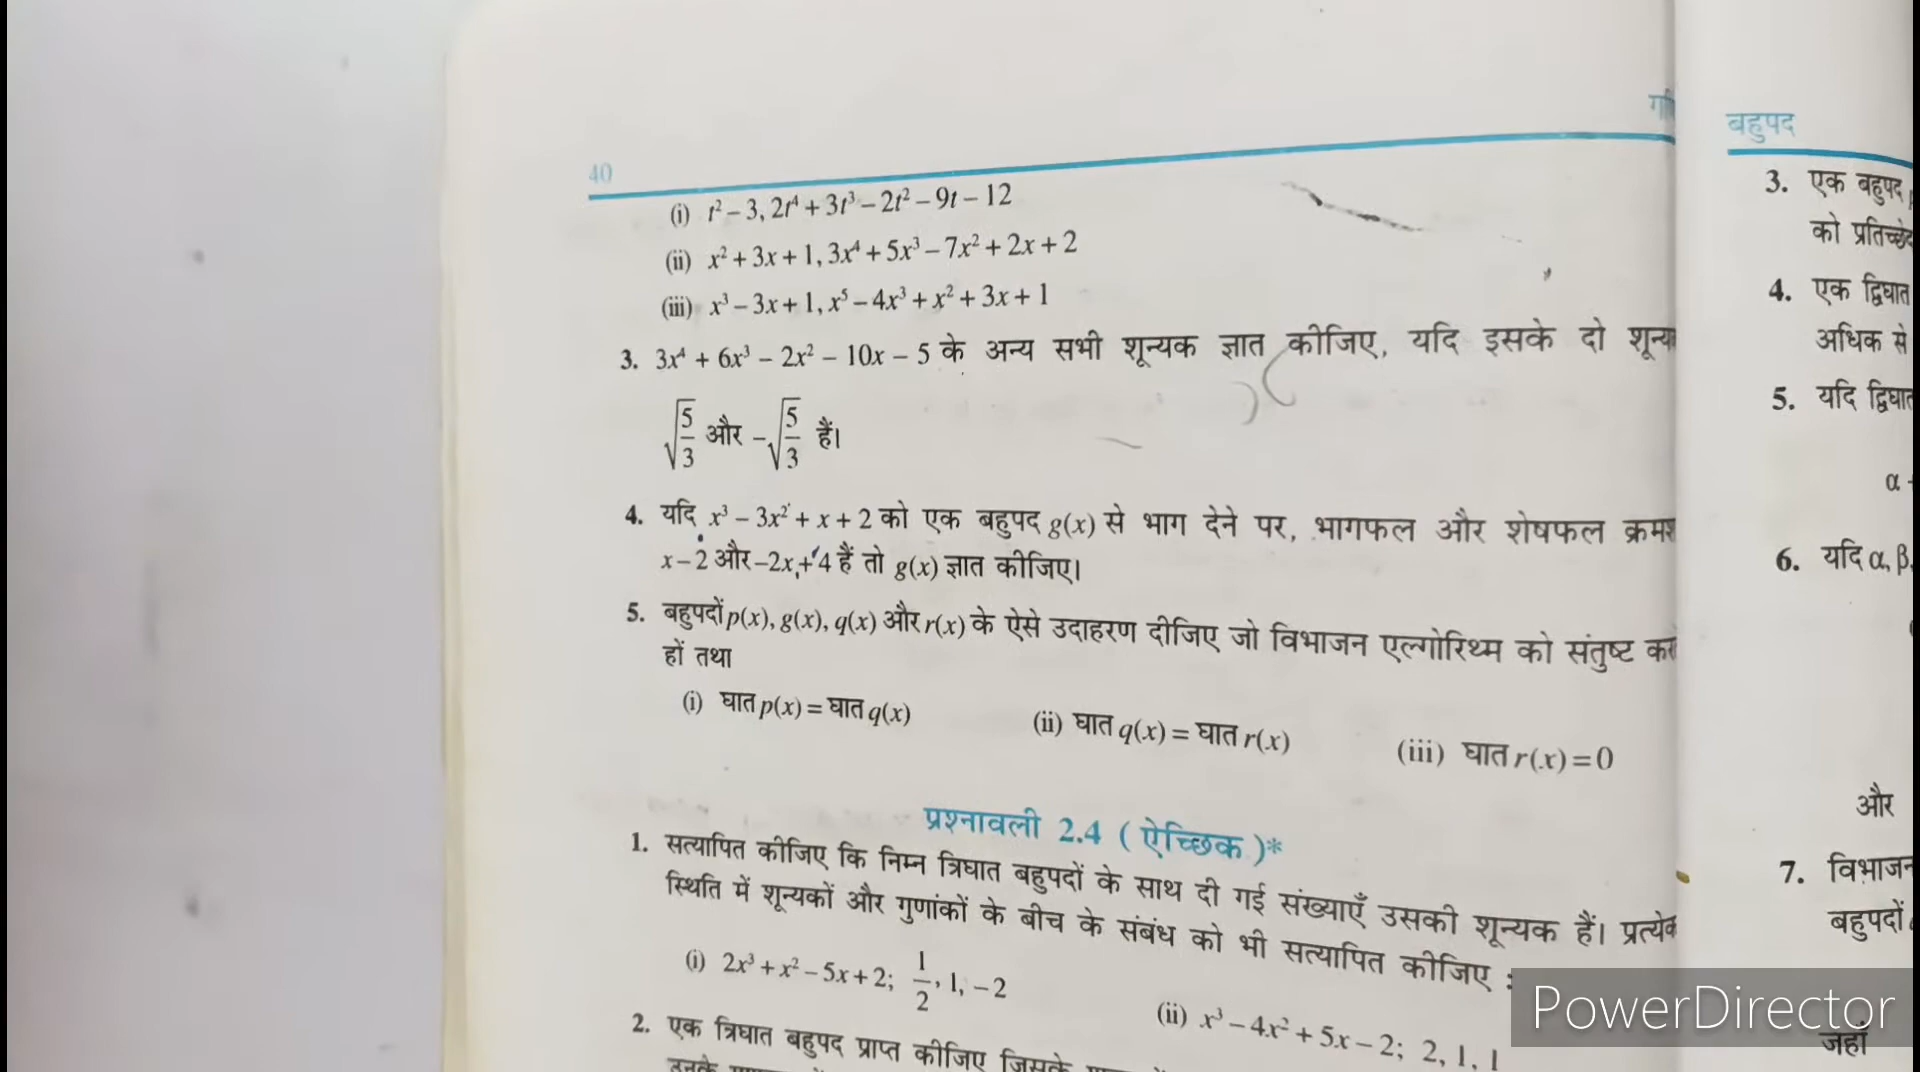 40
(i) t² – 3, 2t⁴ + 3t³ – 2t² – 9t – 12
(ii) x² + 3x + 1, 3x⁴ + 5x³ – 7x² + 2x + 2
(iii) x³ – 3x + 1, x⁵ – 4x³ + x² + 3x + 1
3. 3x⁴ + 6x³ – 2x² – 10x – 5 के अन्य सभी शून्यक ज्ञात कीजिए, यदि इसके दो
√(5/3) और –√(5/3) हैं।
4. यदि x³ – 3x² + x + 2 को एक बहुपद g(x) से भाग देने पर, भागफल और शेषफल
x – 2 और –2x + 4 हैं तो g(x) ज्ञात कीजिए।
5. बहुपदों p(x), g(x), q(x) और r(x) के ऐसे उदाहरण दीजिए जो विभाजन एल्गोरिथ्म को संतुष्ट
हों तथा
(i) घात p(x) = घात q(x) (ii) घात q(x) = घात r(x) (iii) घात r(x) = 0
प्रश्नावली 2.4 (ऐच्छिक)*
1. सत्यापित कीजिए कि निम्न त्रिघात बहुपदों के साथ दी गई संख्याएँ उसकी शून्यक हैं। प्रत्येक
स्थिति में शून्यकों और गुणांकों के बीच के संबंध को भी सत्यापित कीजिए :
(i) 2x³ + x² – 5x + 2; 1/2, 1, – 2 (ii) x³ – 4x² + 5x – 2; 2, 1, 1
2. एक त्रिघात बहुपद प्राप्त कीजिए जिसके
बहुपद
3. एक बहुपद
को
4. एक द्विघात
अधिक से
5. यदि द्विघात
α
6. यदि α, β,
और
7. विभाजन
बहुपदों
जहाँ
PowerDirector